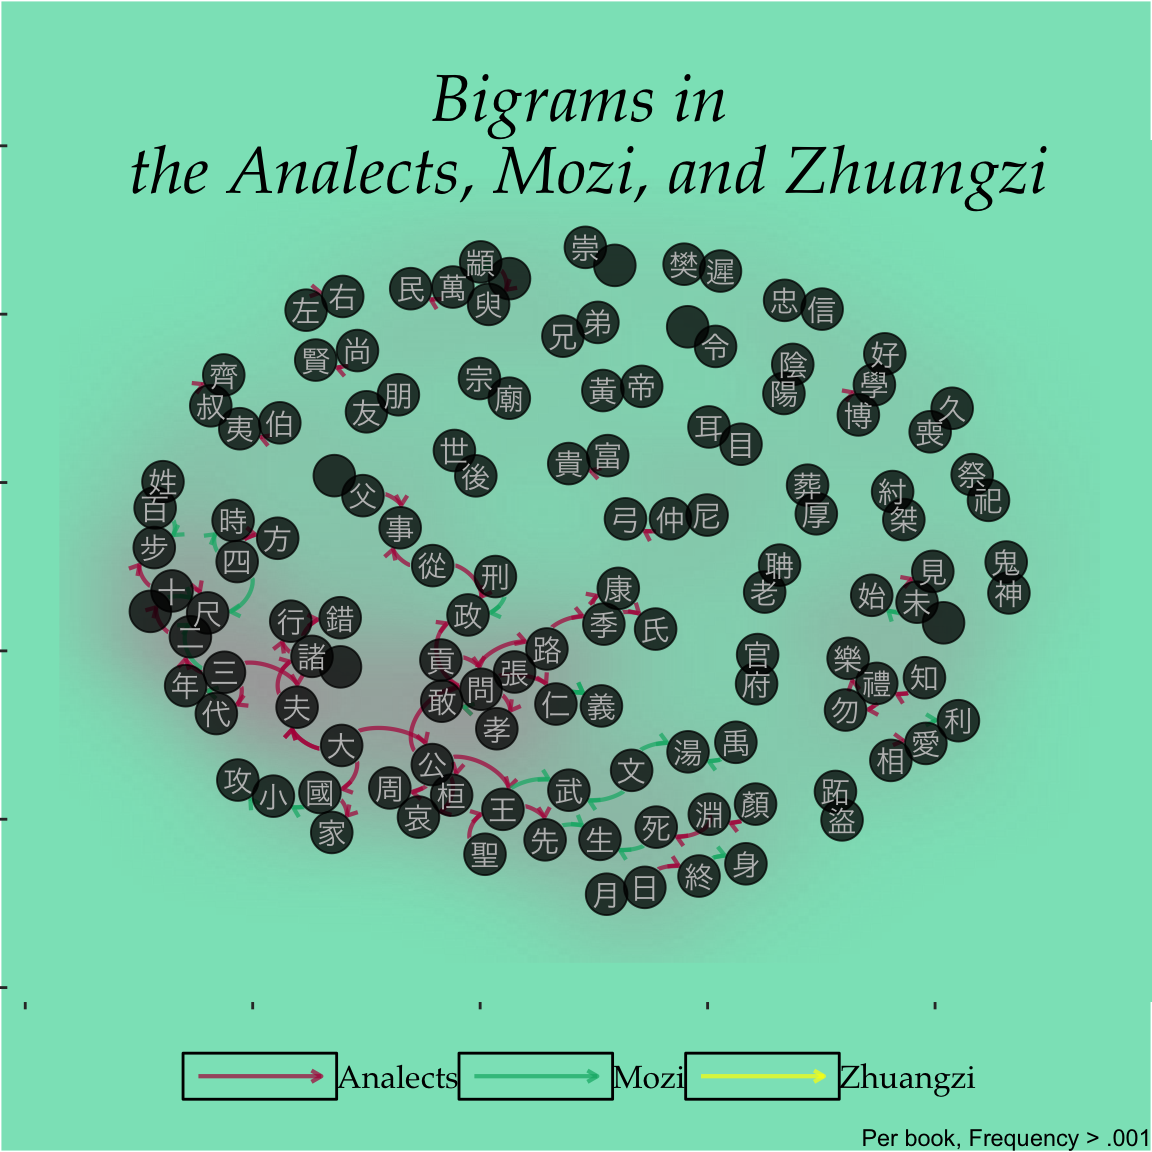 Bigrams in
the Analects, Mozi, and Zhuangzi
崇
顓
樊 遲
民 萬
臾
左 右
忠 信
兄 弟
令
賢 尚
陰
陽
好
學
博
齊
叔
夷 伯
朋
友
宗
廟
黃 帝
久
喪
耳
目
世
後
貴 富
姓
百
步
父
事
時
四
方
弓 仲 尼
葬
厚
紂
桀
祭
祀
從
刑
政
聃
老
鬼
神
十
尺
二
康
季
氏
始
見
未
行 錯
諸
年 三
代
夫
貢
敢
問
張
路
孝
仁 義
官
府
樂
禮
知
勿
大
公
湯
禹
文
利
愛
相
攻
小
國
家
周
桓
哀
王
武
聖
先
生
死
淵
顏
跖
盜
月 日
終
身
Analects
Mozi
Zhuangzi
Per book, Frequency > .001